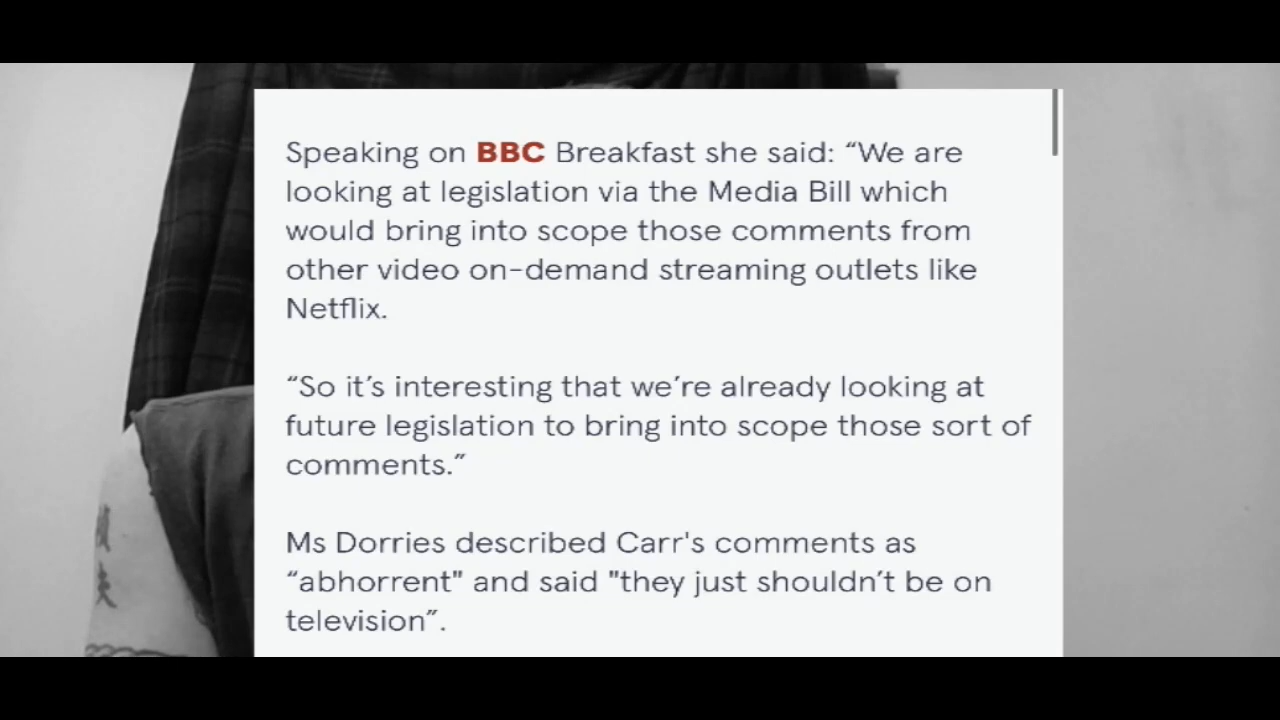 Speaking on BBC Breakfast she said: “We are
looking at legislation via the Media Bill which
would bring into scope those comments from
other video on-demand streaming outlets like
Netflix.
“So it’s interesting that we’re already looking at
future legislation to bring into scope those sort of
comments.”
Ms Dorries described Carr's comments as
“abhorrent" and said "they just shouldn’t be on
television”.